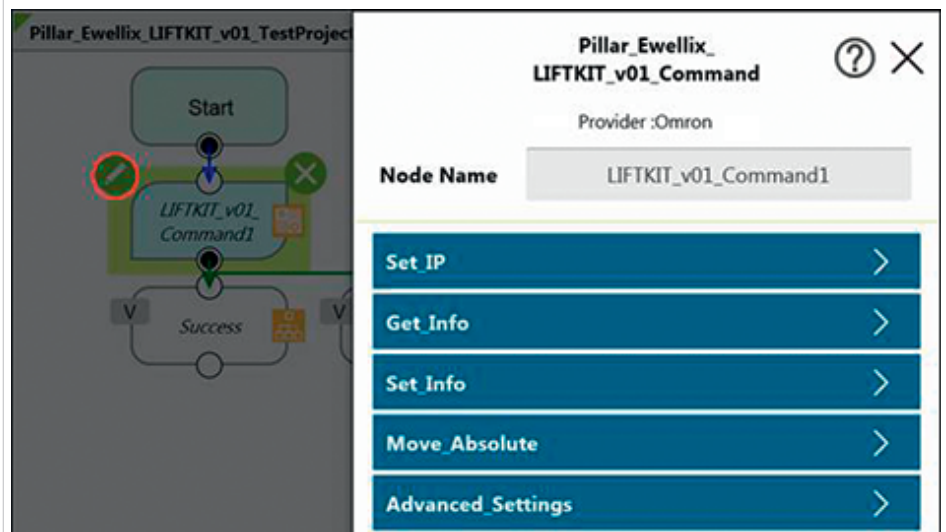 Pillar_Ewellix_LIFTKIT_v01_TestProject
Start
LIFTKIT_v01_
Command1
V
Success
V
Pillar_Ewellix_
LIFTKIT_v01_Command
Provider :Omron
Node Name
LIFTKIT_v01_Command1
Set_IP
Get_Info
Set_Info
Move_Absolute
Advanced_Settings